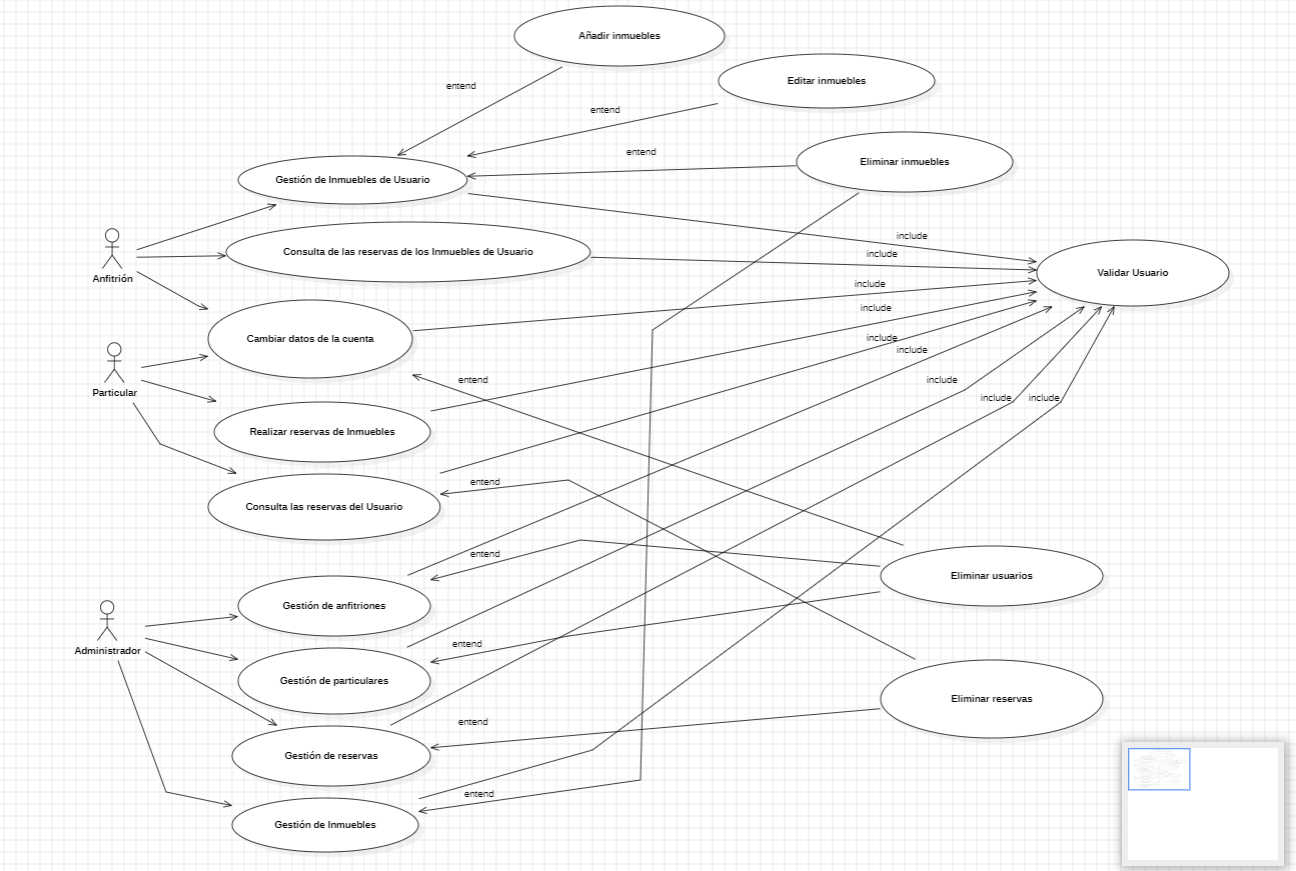 Añadir inmuebles
Editar inmuebles
entend
entend
entend
Eliminar inmuebles
Gestión de Inmuebles de Usuario
include
Consulta de las reservas de los Inmuebles de Usuario
include
Validar Usuario
Anfitrión
include
include
Cambiar datos de la cuenta
include
include
entend
include
Particular
include
include
Realizar reservas de Inmuebles
entend
Consulta las reservas del Usuario
entend
Eliminar usuarios
Gestión de anfitriones
entend
Administrador
Gestión de particulares
Eliminar reservas
entend
Gestión de reservas
entend
Gestión de Inmuebles